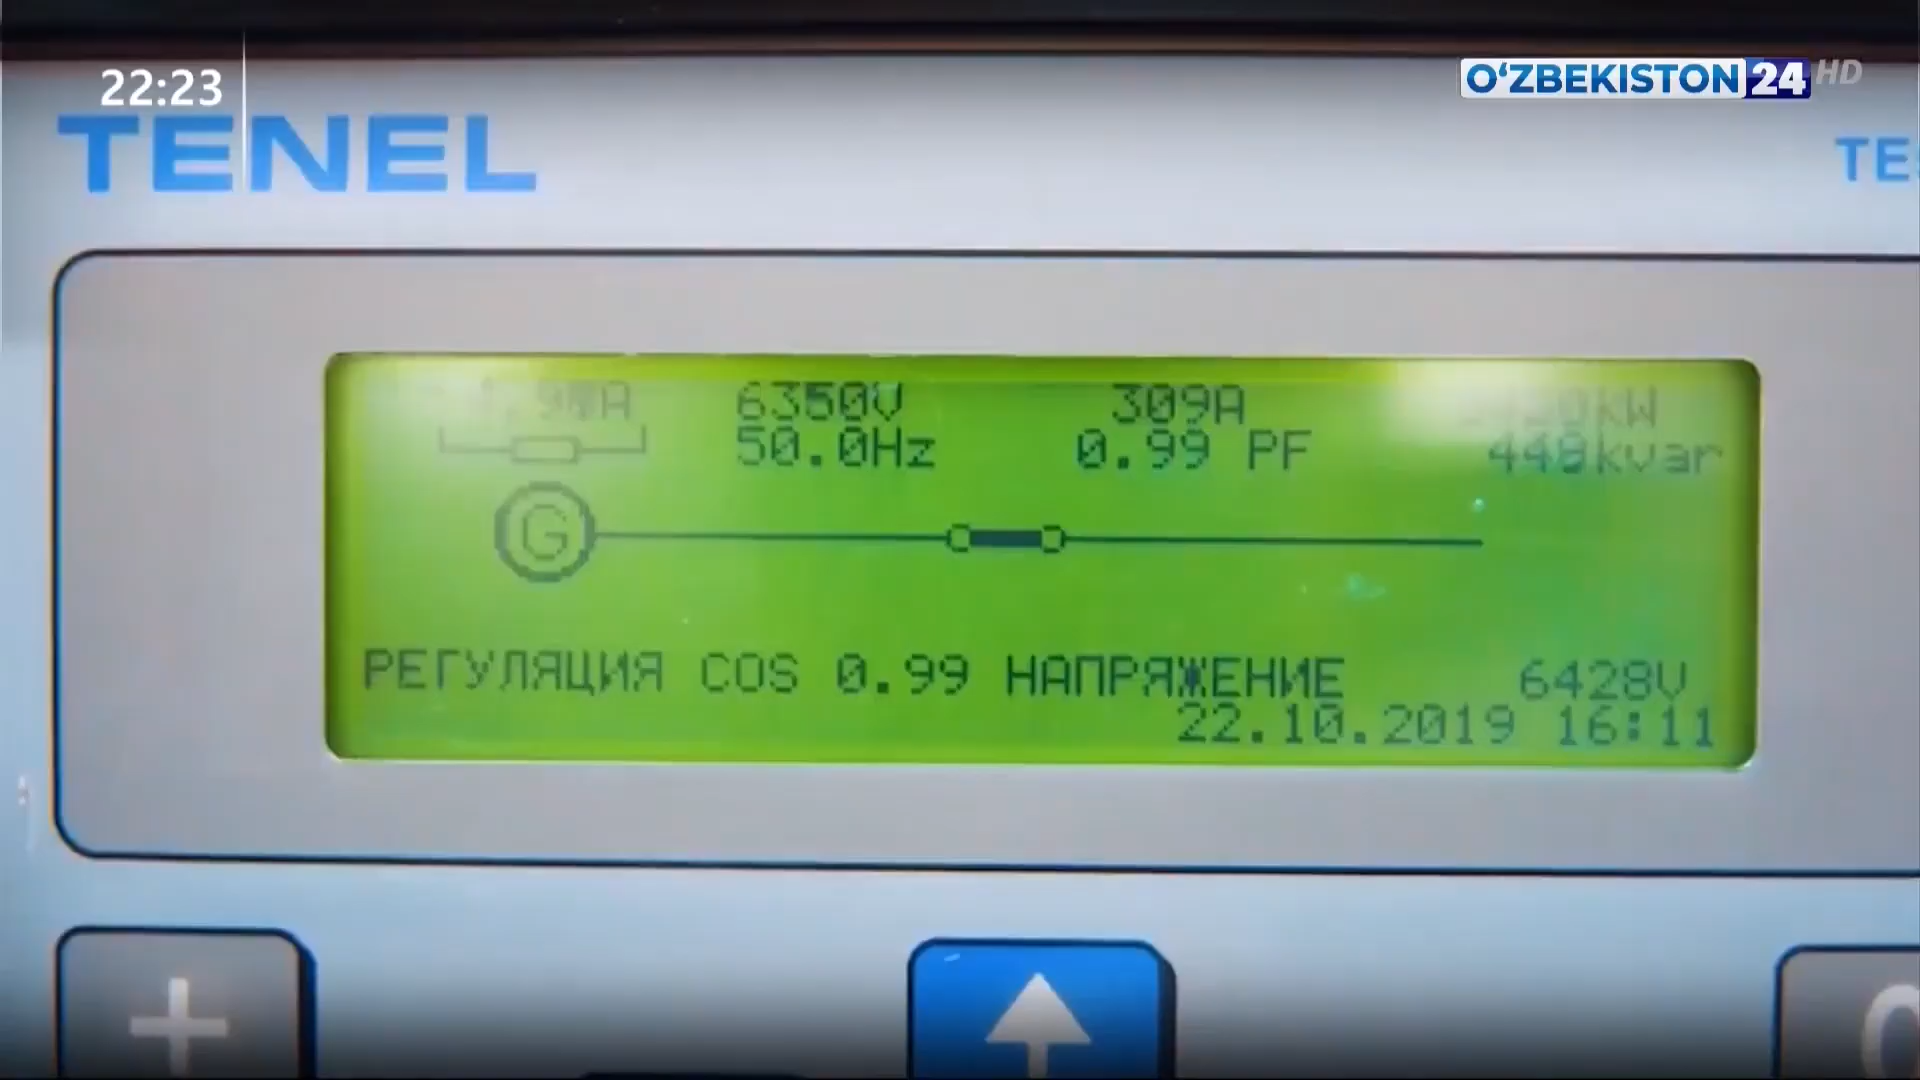 22:23
O‘ZBEKISTON 24 HD
TENEL
6350V
309A
50.0Hz
0.99 PF
448kvar
G
РЕГУЛЯЦИЯ COS 0.99 НАПРЯЖЕНИЕ 6428V
22.10.2019 16:11
+